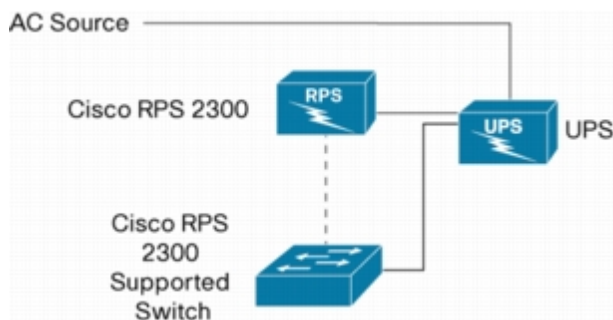 AC Source
RPS
Cisco RPS 2300
UPS
UPS
Cisco RPS
2300
Supported
Switch